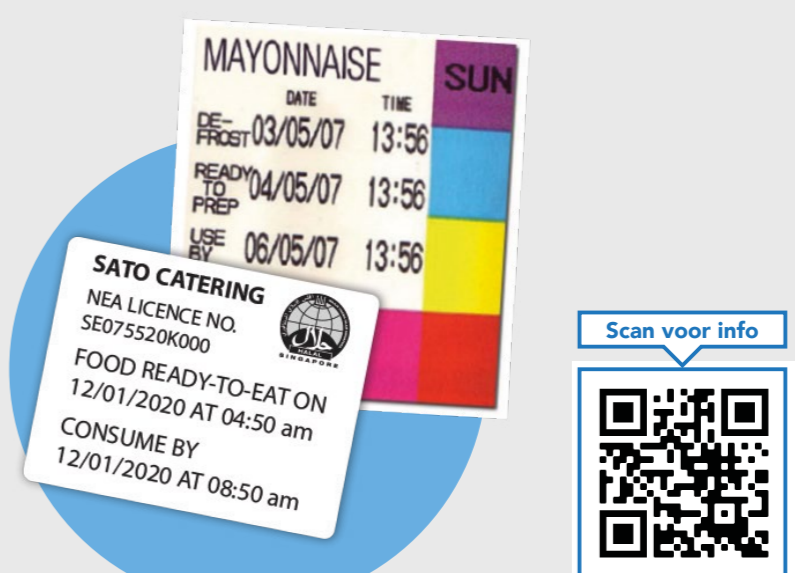 MAYONNAISE
SUN
DATE TIME
DE-
FROST 03/05/07 13:56
READY
TO
PREP 04/05/07 13:56
USE
BY 06/05/07 13:56
SATO CATERING
NEA LICENCE NO.
SE075520K000
HALAL
SINGAPORE
FOOD READY-TO-EAT ON
12/01/2020 AT 04:50 am
CONSUME BY
12/01/2020 AT 08:50 am
Scan voor info